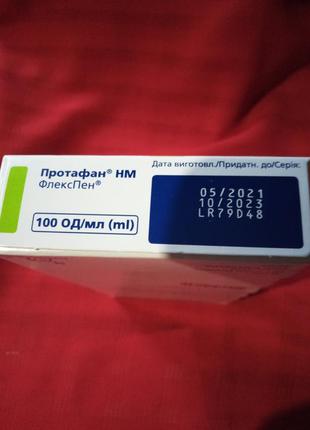 Протафан® НМ
ФлексПен®
100 ОД/мл (ml)
Дата виготовл./Придатн. до/Серія:
05/2021
10/2023
LR79D48